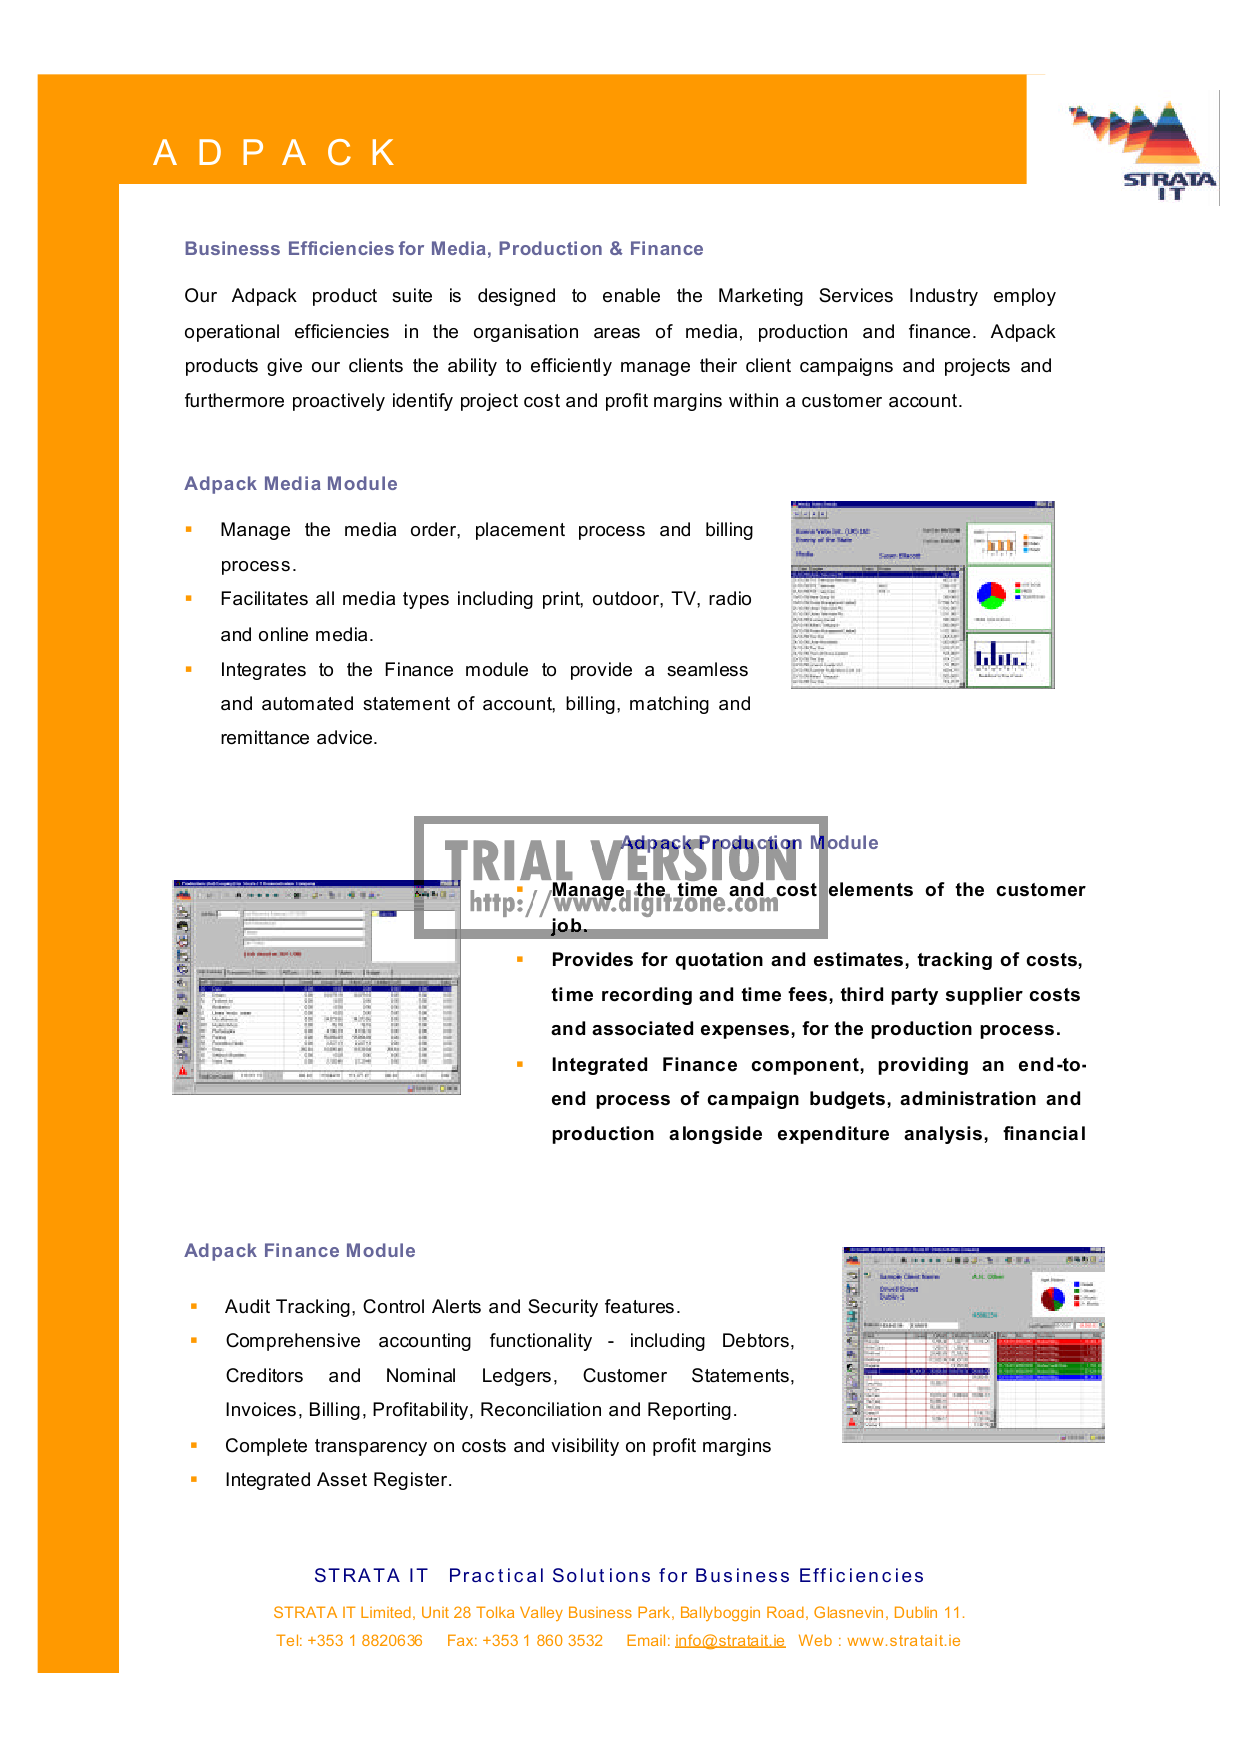 ADPACK
STRATA
IT
Businesss Efficiencies for Media, Production & Finance
Our Adpack product suite is designed to enable the Marketing Services Industry employ
operational efficiencies in the organisation areas of media, production and finance. Adpack
products give our clients the ability to efficiently manage their client campaigns and projects and
furthermore proactively identify project cost and profit margins within a customer account.
Adpack Media Module
▪ Manage the media order, placement process and billing
process.
▪ Facilitates all media types including print, outdoor, TV, radio
and online media.
▪ Integrates to the Finance module to provide a seamless
and automated statement of account, billing, matching and
remittance advice.
Adpack Production Module
TRIAL VERSION
http://www.digitzone.com
▪ Manage the time and cost elements of the customer
job.
▪ Provides for quotation and estimates, tracking of costs,
time recording and time fees, third party supplier costs
and associated expenses, for the production process.
▪ Integrated Finance component, providing an end-to-
end process of campaign budgets, administration and
production alongside expenditure analysis, financial
Adpack Finance Module
Sample Client Name
Dublin 1
▪ Audit Tracking, Control Alerts and Security features.
▪ Comprehensive accounting functionality - including Debtors,
Creditors and Nominal Ledgers, Customer Statements,
Invoices, Billing, Profitability, Reconciliation and Reporting.
▪ Complete transparency on costs and visibility on profit margins
▪ Integrated Asset Register.
STRATA IT Practical Solutions for Business Efficiencies
STRATA IT Limited, Unit 28 Tolka Valley Business Park, Ballyboggin Road, Glasnevin, Dublin 11.
Tel: +353 1 8820636 Fax: +353 1 860 3532 Email: info@stratait.ie Web : www.stratait.ie